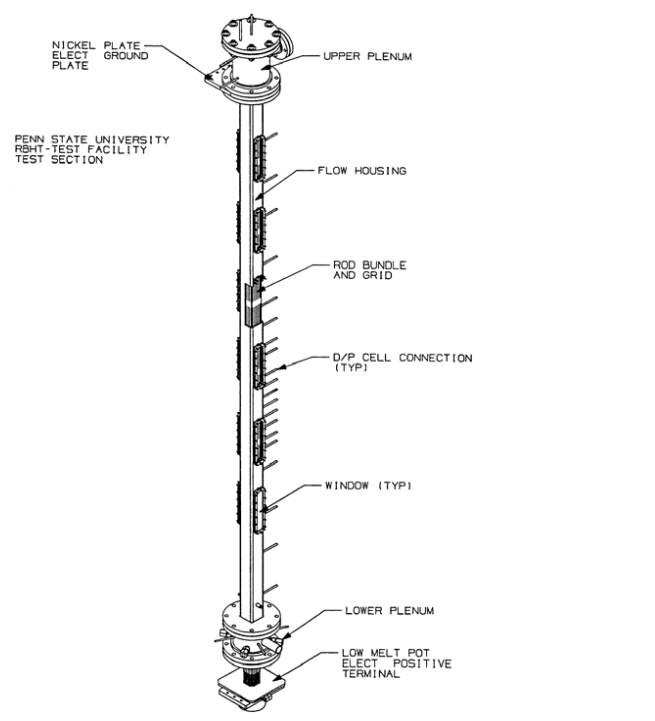 NICKEL PLATE
ELECT GROUND
PLATE
UPPER PLENUM
PENN STATE UNIVERSITY
RBHT-TEST FACILITY
TEST SECTION
FLOW HOUSING
ROD BUNDLE
AND GRID
D/P CELL CONNECTION
(TYP)
WINDOW (TYP)
LOWER PLENUM
LOW MELT POT
ELECT POSITIVE
TERMINAL